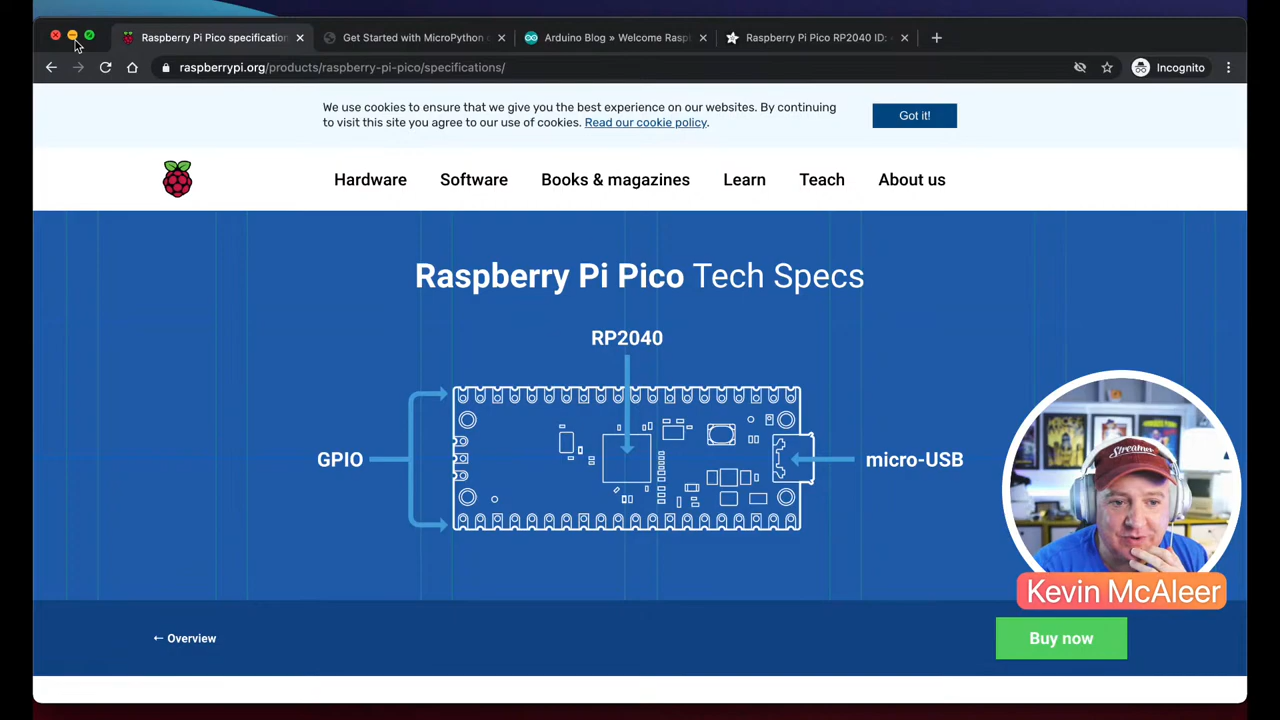 Raspberry Pi Pico specification
Get Started with MicroPython o
Arduino Blog » Welcome Raspl
Raspberry Pi Pico RP2040 ID:
raspberrypi.org/products/raspberry-pi-pico/specifications/
Incognito
We use cookies to ensure that we give you the best experience on our websites. By continuing
to visit this site you agree to our use of cookies. Read our cookie policy.
Got it!
Hardware
Software
Books & magazines
Learn
Teach
About us
Raspberry Pi Pico Tech Specs
RP2040
GPIO
micro-USB
Streamer
Kevin McAleer
← Overview
Buy now